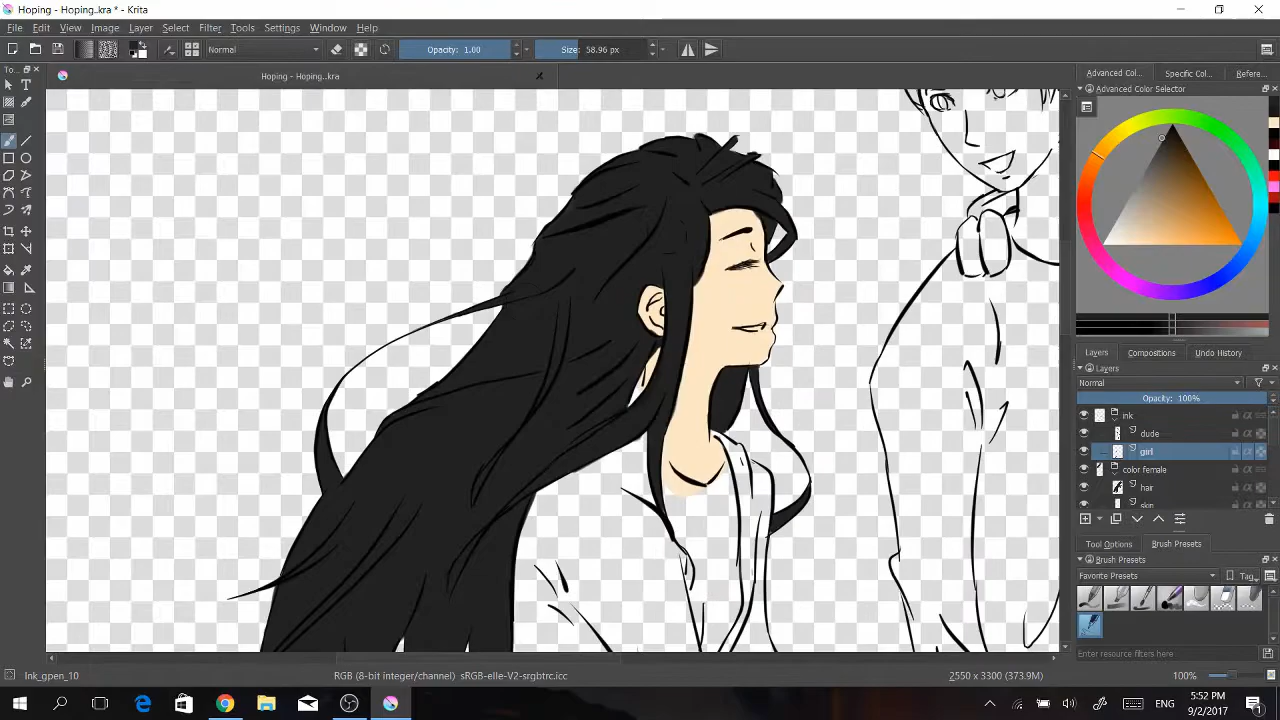 Hoping - Hoping..kra * - Krita
File Edit View Image Layer Select Filter Tools Settings Window Help
Normal Opacity: 1.00 Size: 58.96 px
To...
Hoping - Hoping..kra
Advanced Col... Specific Col... Refere...
Advanced Color Selector
Layers Compositions Undo History
Layers
Normal
Opacity: 100%
ink
dude
girl
color female
hair
skin
Tool Options Brush Presets
Brush Presets
Favorite Presets Tag
Enter resource filters here
Ink_gpen_10 RGB (8-bit integer/channel) sRGB-elle-V2-srgbtrc.icc 2550 x 3300 (373.9M) 100%
ENG 5:52 PM
9/2/2017